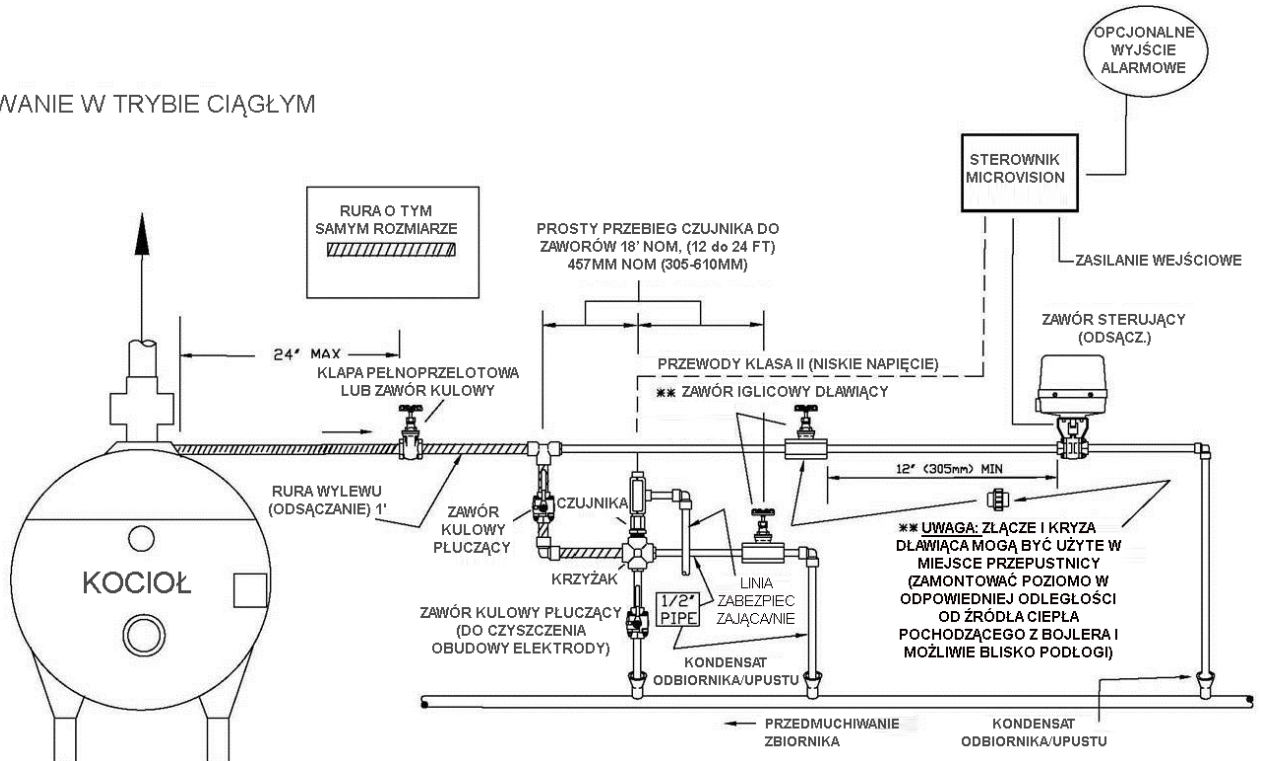 OPCJONALNE
WYJŚCIE
ALARMOWE
WANIE W TRYBIE CIĄGŁYM
STEROWNIK
MICROVISION
RURA O TYM
SAMYM ROZMIARZE
PROSTY PRZEBIEG CZUJNIKA DO
ZAWORÓW 18' NOM, (12 do 24 FT)
457MM NOM (305-610MM)
ZASILANIE WEJŚCIOWE
ZAWÓR STERUJĄCY
(ODSĄCZ.)
24" MAX
KLAPA PEŁNOPRZELOTOWA
LUB ZAWÓR KULOWY
PRZEWODY KLASA II (NISKIE NAPIĘCIE)
** ZAWÓR IGLICOWY DŁAWIĄCY
12" (305mm) MIN
RURA WYLEWU
(ODSĄCZANIE) 1'
ZAWÓR
KULOWY
PŁUCZĄCY
CZUJNIKA
KRZYŻAK
KOCIOŁ
** UWAGA: ZŁĄCZE I KRYZA
DŁAWIĄCA MOGĄ BYĆ UŻYTE W
MIEJSCE PRZEPUSTNICY
(ZAMONTOWAĆ POZIOMO W
ODPOWIEDNIEJ ODLEGŁOŚCI
OD ŹRÓDŁA CIEPŁA
POCHODZĄCEGO Z BOJLERA I
MOŻLIWIE BLISKO PODŁOGI)
1/2"
PIPE
LINIA
ZABEZPIEC
ZAJĄCA/NIE
ZAWÓR KULOWY PŁUCZĄCY
(DO CZYSZCZENIA
OBUDOWY ELEKTRODY)
KONDENSAT
ODBIORNIKA/UPUSTU
PRZEDMUCHIWANIE
ZBIORNIKA
KONDENSAT
ODBIORNIKA/UPUSTU